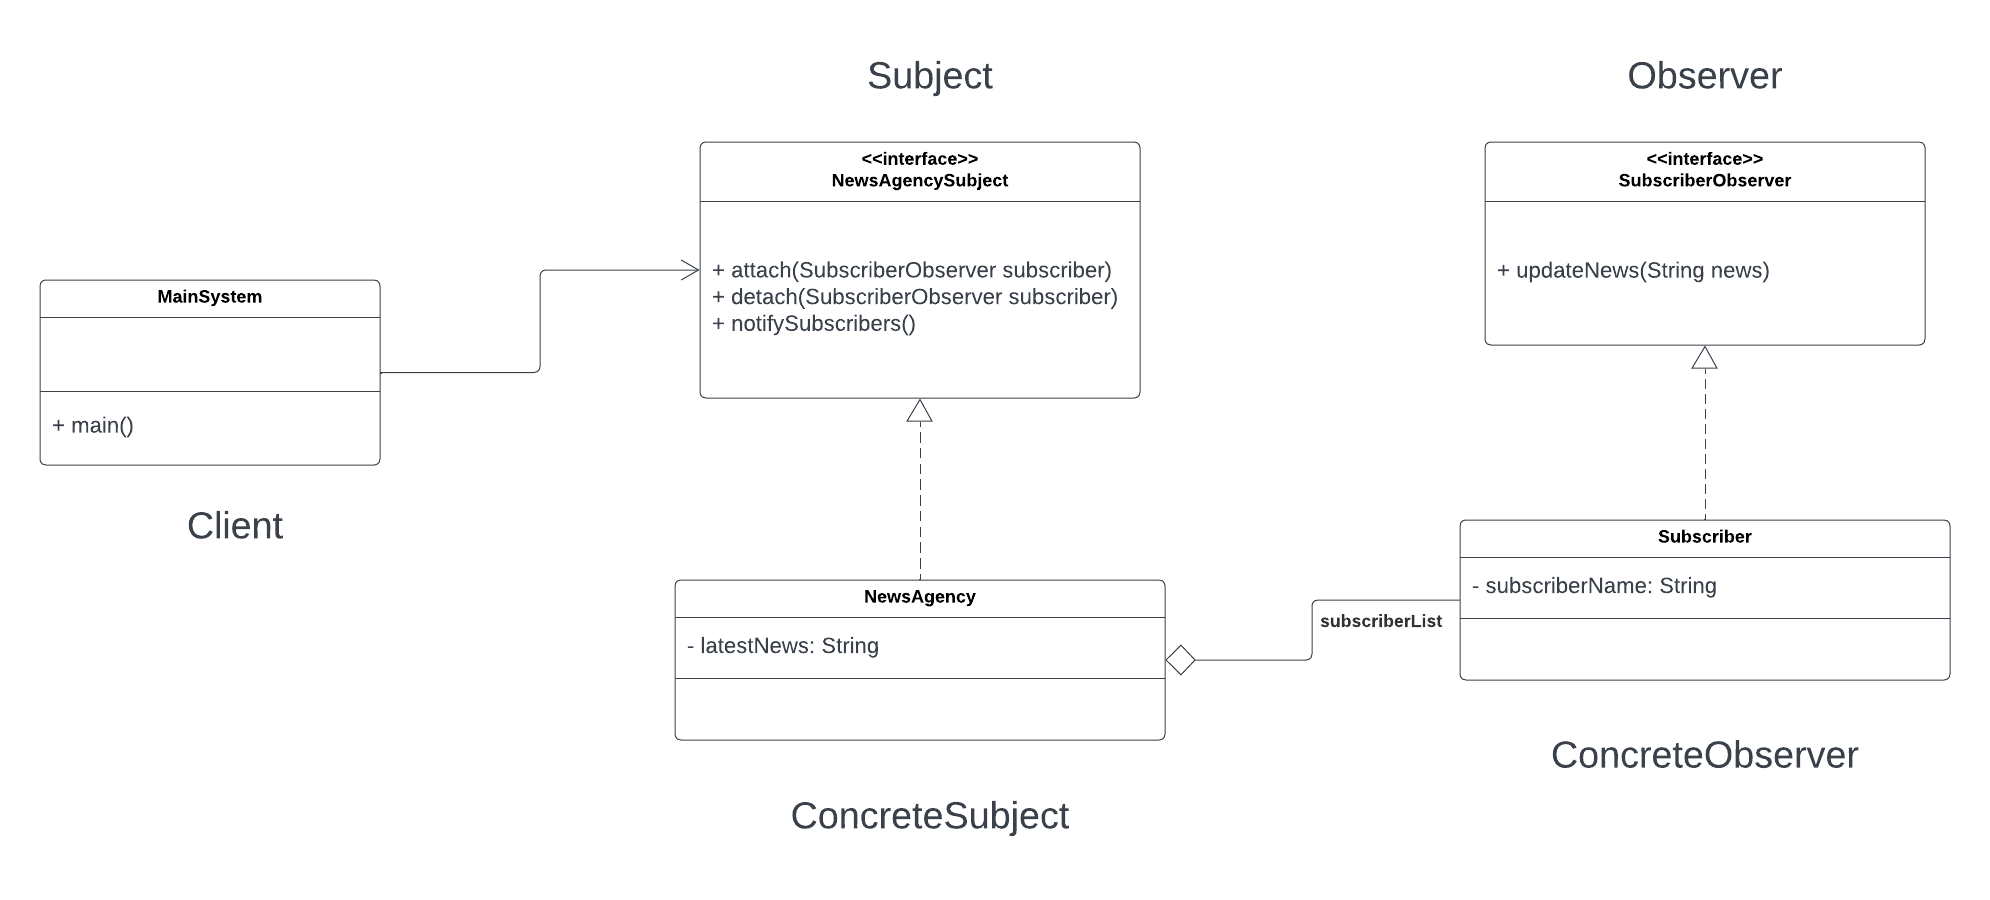 Subject
Observer
<<interface>>
NewsAgencySubject
+ attach(SubscriberObserver subscriber)
+ detach(SubscriberObserver subscriber)
+ notifySubscribers()
<<interface>>
SubscriberObserver
+ updateNews(String news)
MainSystem
+ main()
Client
NewsAgency
- latestNews: String
subscriberList
Subscriber
- subscriberName: String
ConcreteObserver
ConcreteSubject